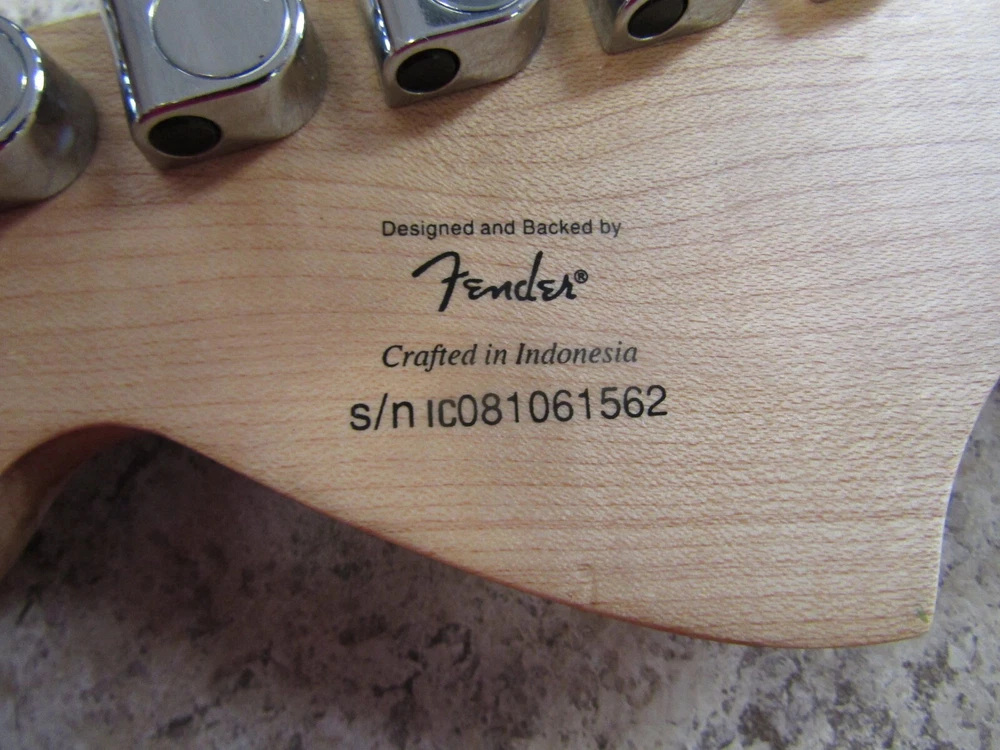 Designed and Backed by
Fender®
Crafted in Indonesia
s/n IC081061562